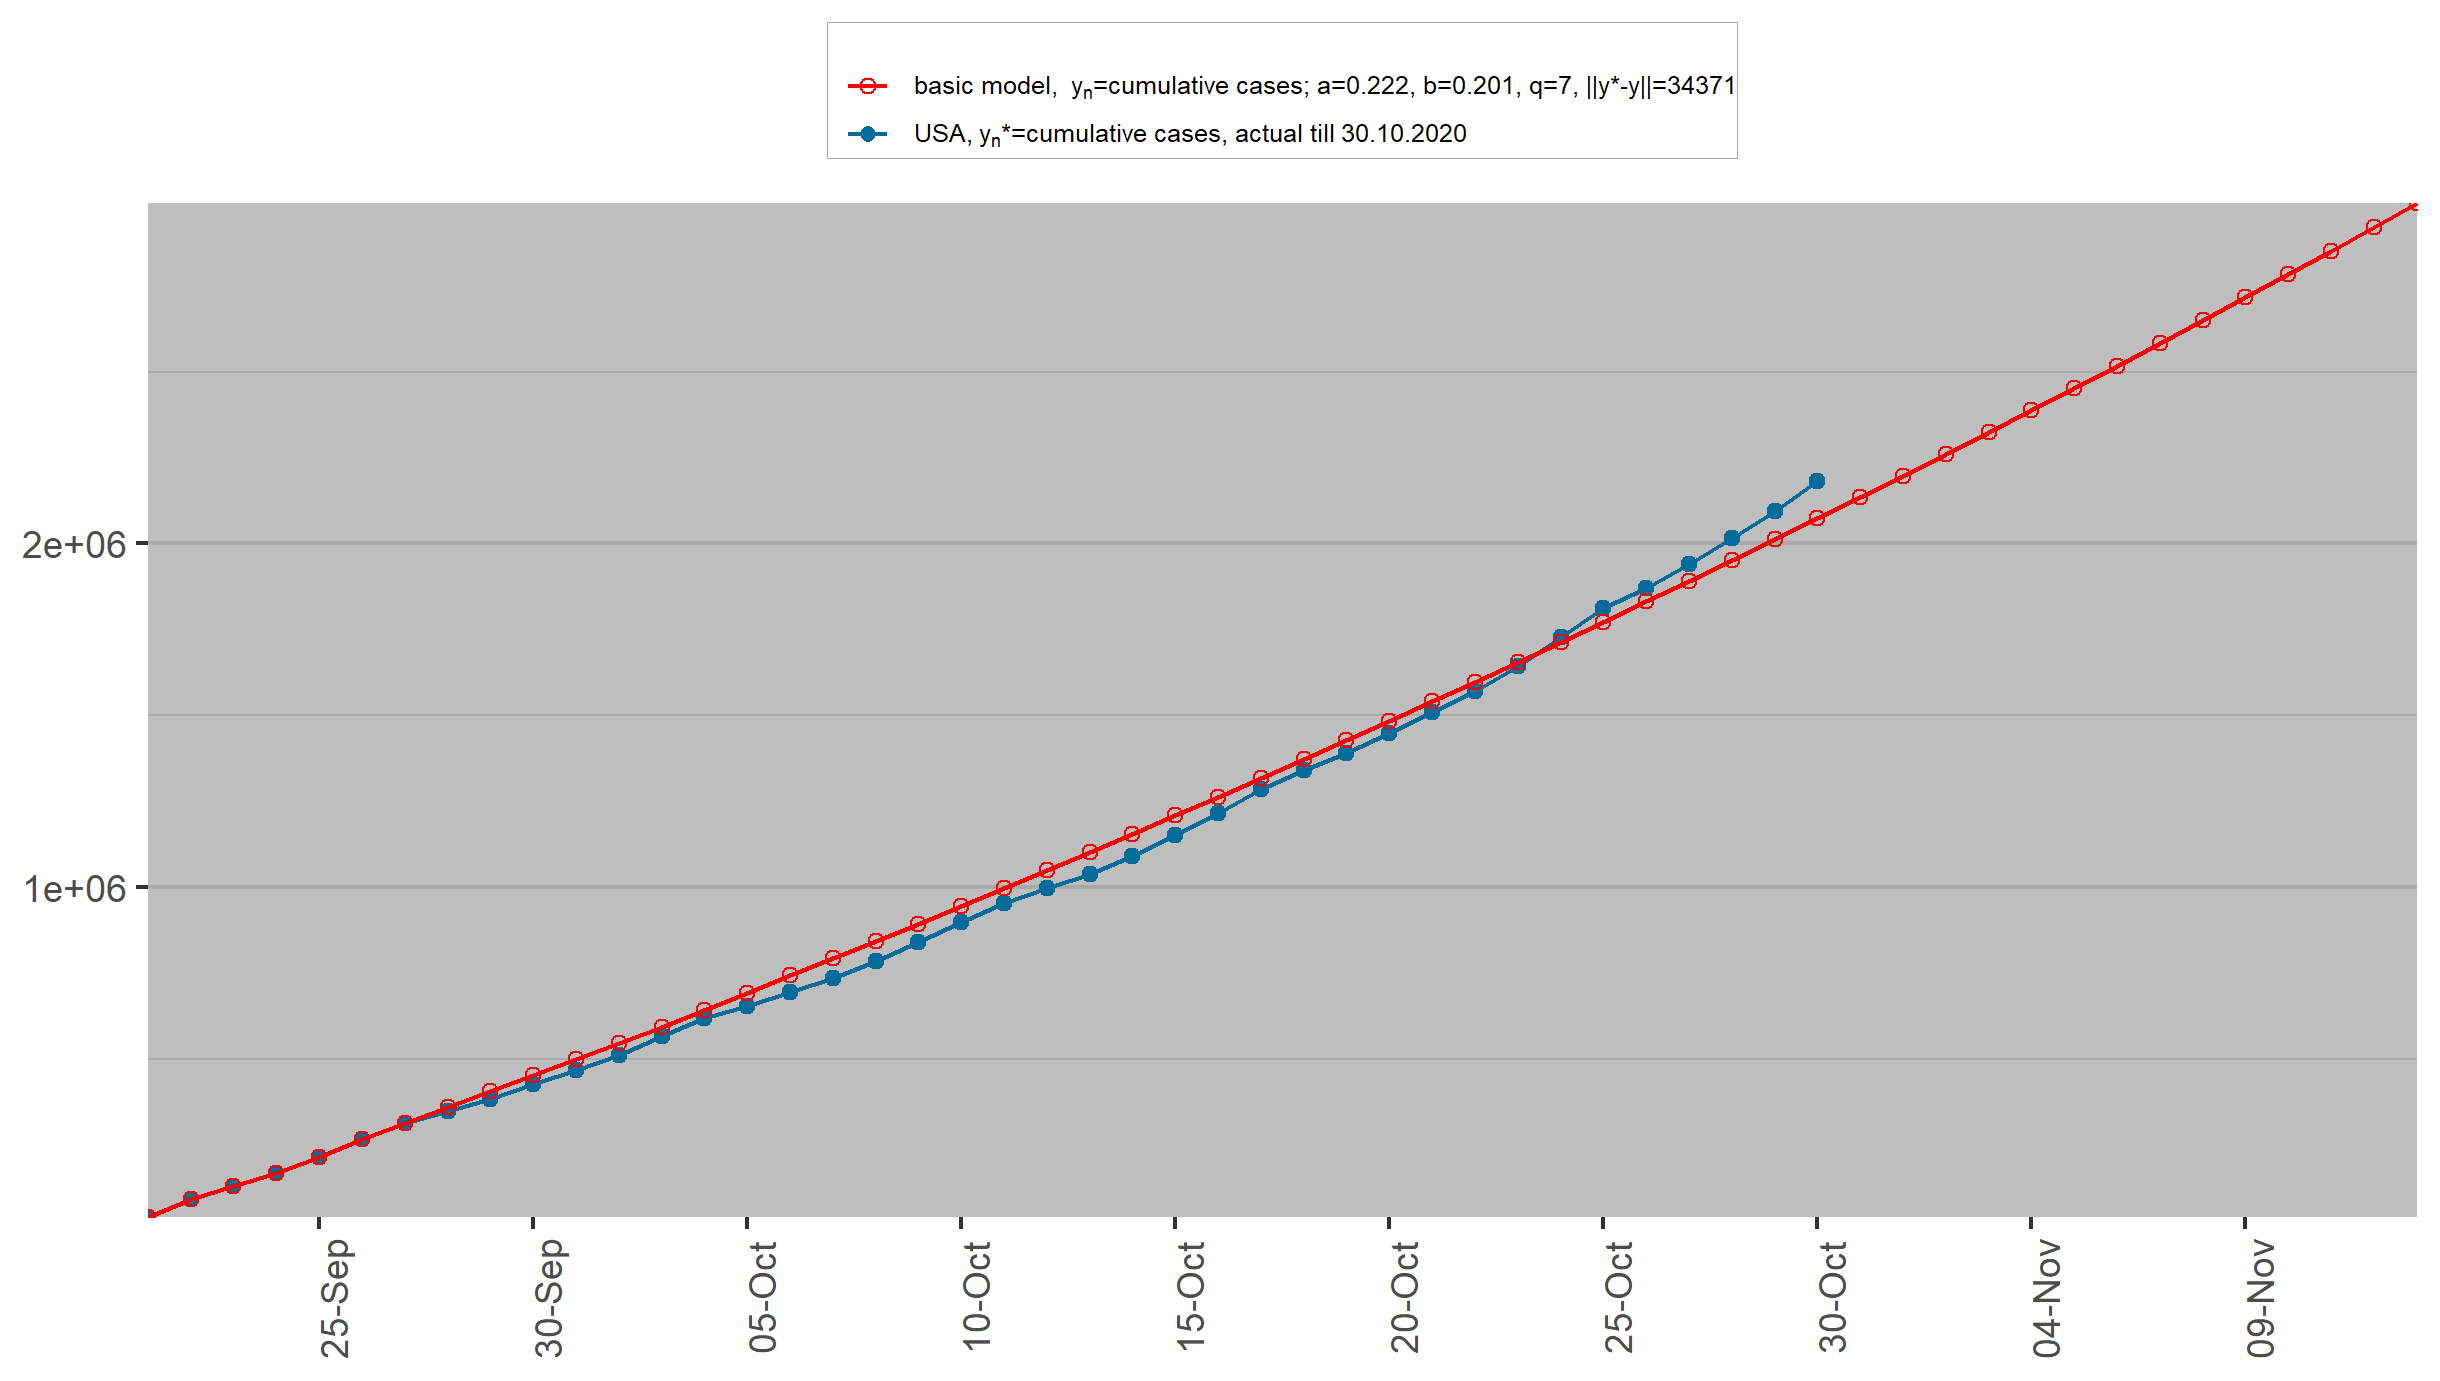 basic model, yn=cumulative cases; a=0.222, b=0.201, q=7, ||y*-y||=34371
USA, yn*=cumulative cases, actual till 30.10.2020
2e+06
1e+06
25-Sep
30-Sep
05-Oct
10-Oct
15-Oct
20-Oct
25-Oct
30-Oct
04-Nov
09-Nov